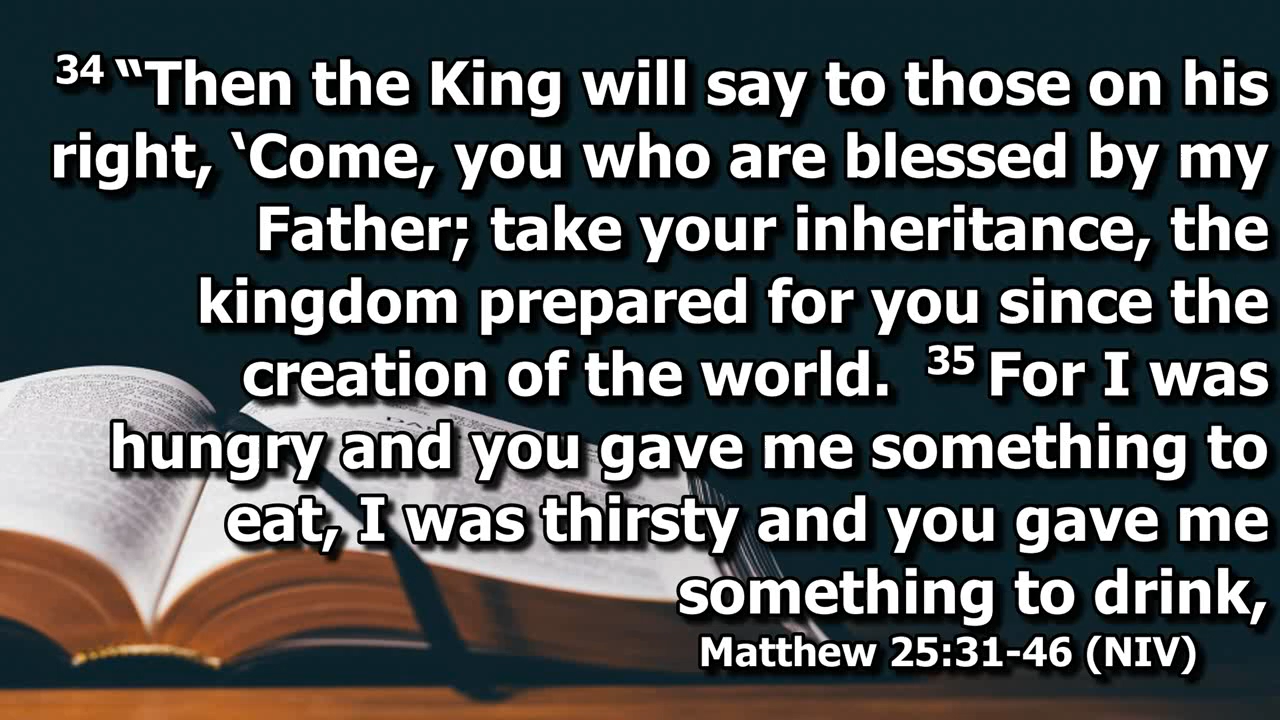 34 “Then the King will say to those on his
right, ‘Come, you who are blessed by my
Father; take your inheritance, the
kingdom prepared for you since the
creation of the world. 35 For I was
hungry and you gave me something to
eat, I was thirsty and you gave me
something to drink,
Matthew 25:31-46 (NIV)